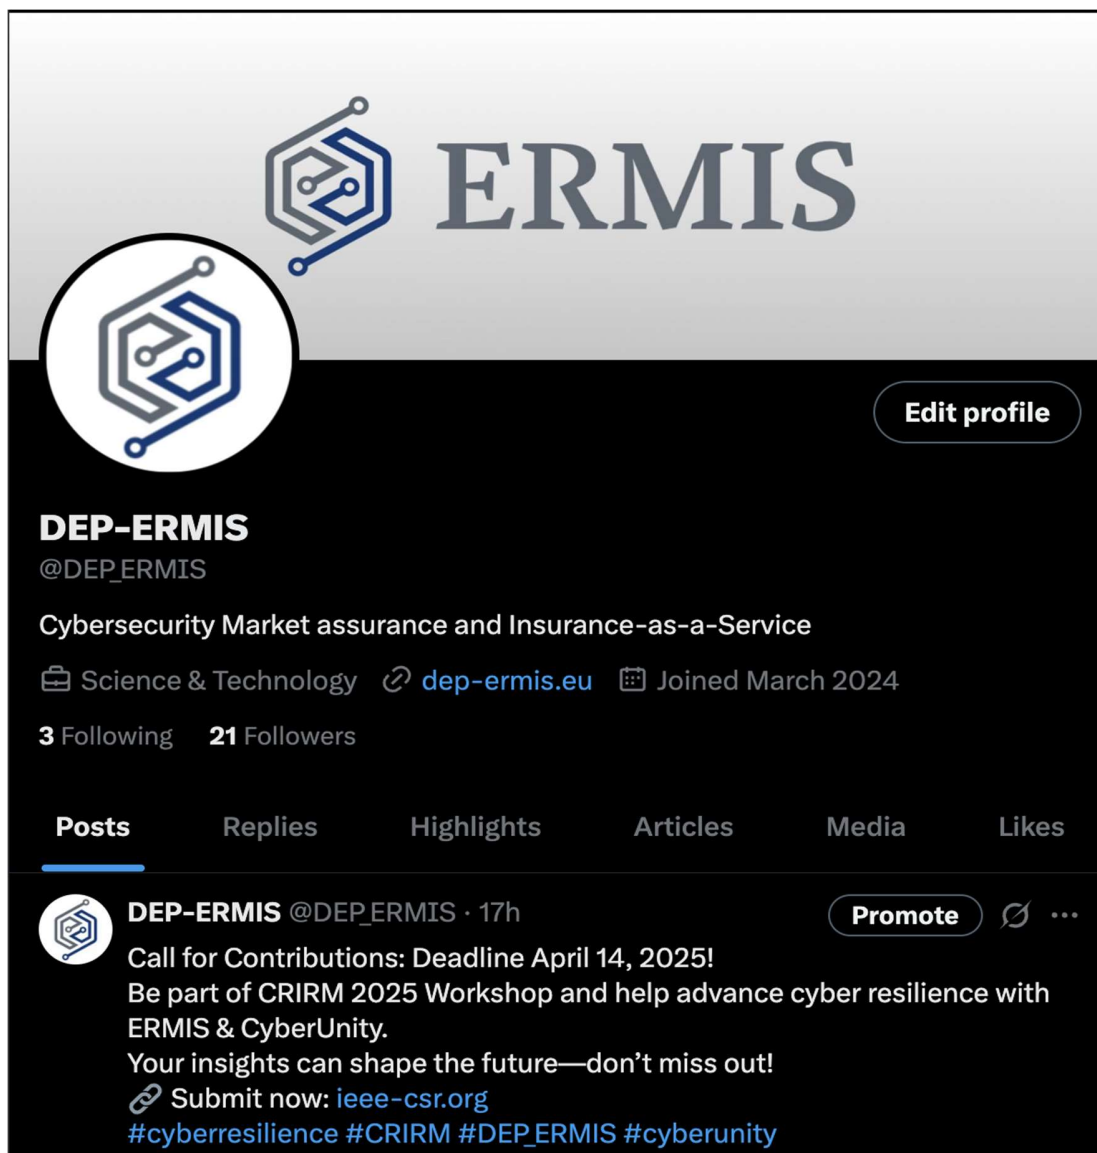 ERMIS
Edit profile
DEP-ERMIS
@DEP_ERMIS
Cybersecurity Market assurance and Insurance-as-a-Service
Science & Technology dep-ermis.eu Joined March 2024
3 Following 21 Followers
Posts Replies Highlights Articles Media Likes
DEP-ERMIS @DEP_ERMIS · 17h Promote
Call for Contributions: Deadline April 14, 2025!
Be part of CRIRM 2025 Workshop and help advance cyber resilience with
ERMIS & CyberUnity.
Your insights can shape the future—don’t miss out!
🔗 Submit now: ieee-csr.org
#cyberresilience #CRIRM #DEP_ERMIS #cyberunity